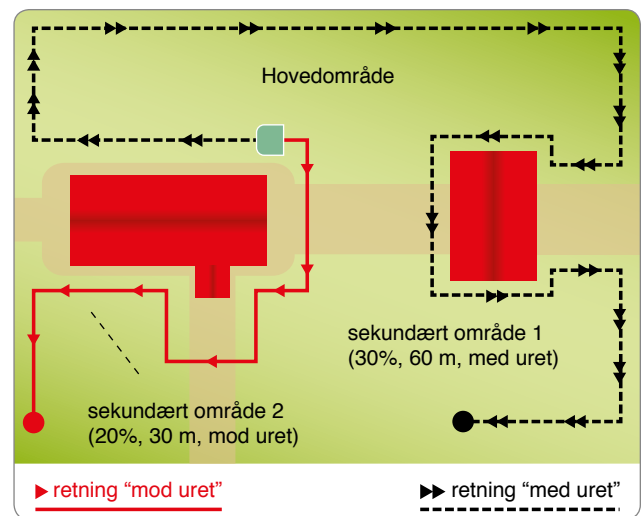 Hovedområde
sekundært område 1
(30%, 60 m, med uret)
sekundært område 2
(20%, 30 m, mod uret)
retning “mod uret”
retning “med uret”